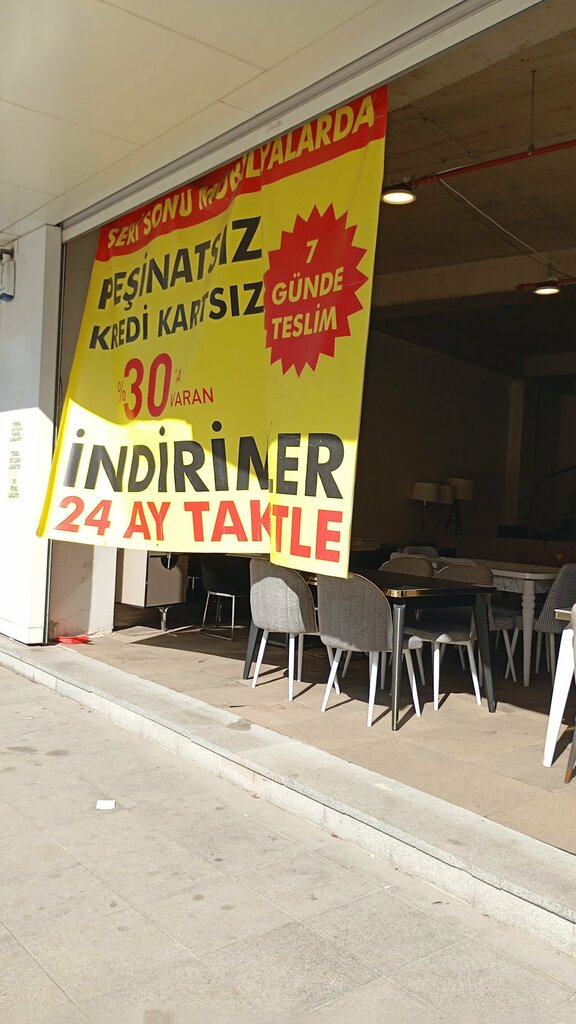 SERİ SONU MOBİLYALARDA
PEŞİNATSIZ
KREDİ KARTSIZ
7
GÜNDE
TESLİM
%30'A
VARAN
İNDİRİMLER
24 AY TAKSİTLE